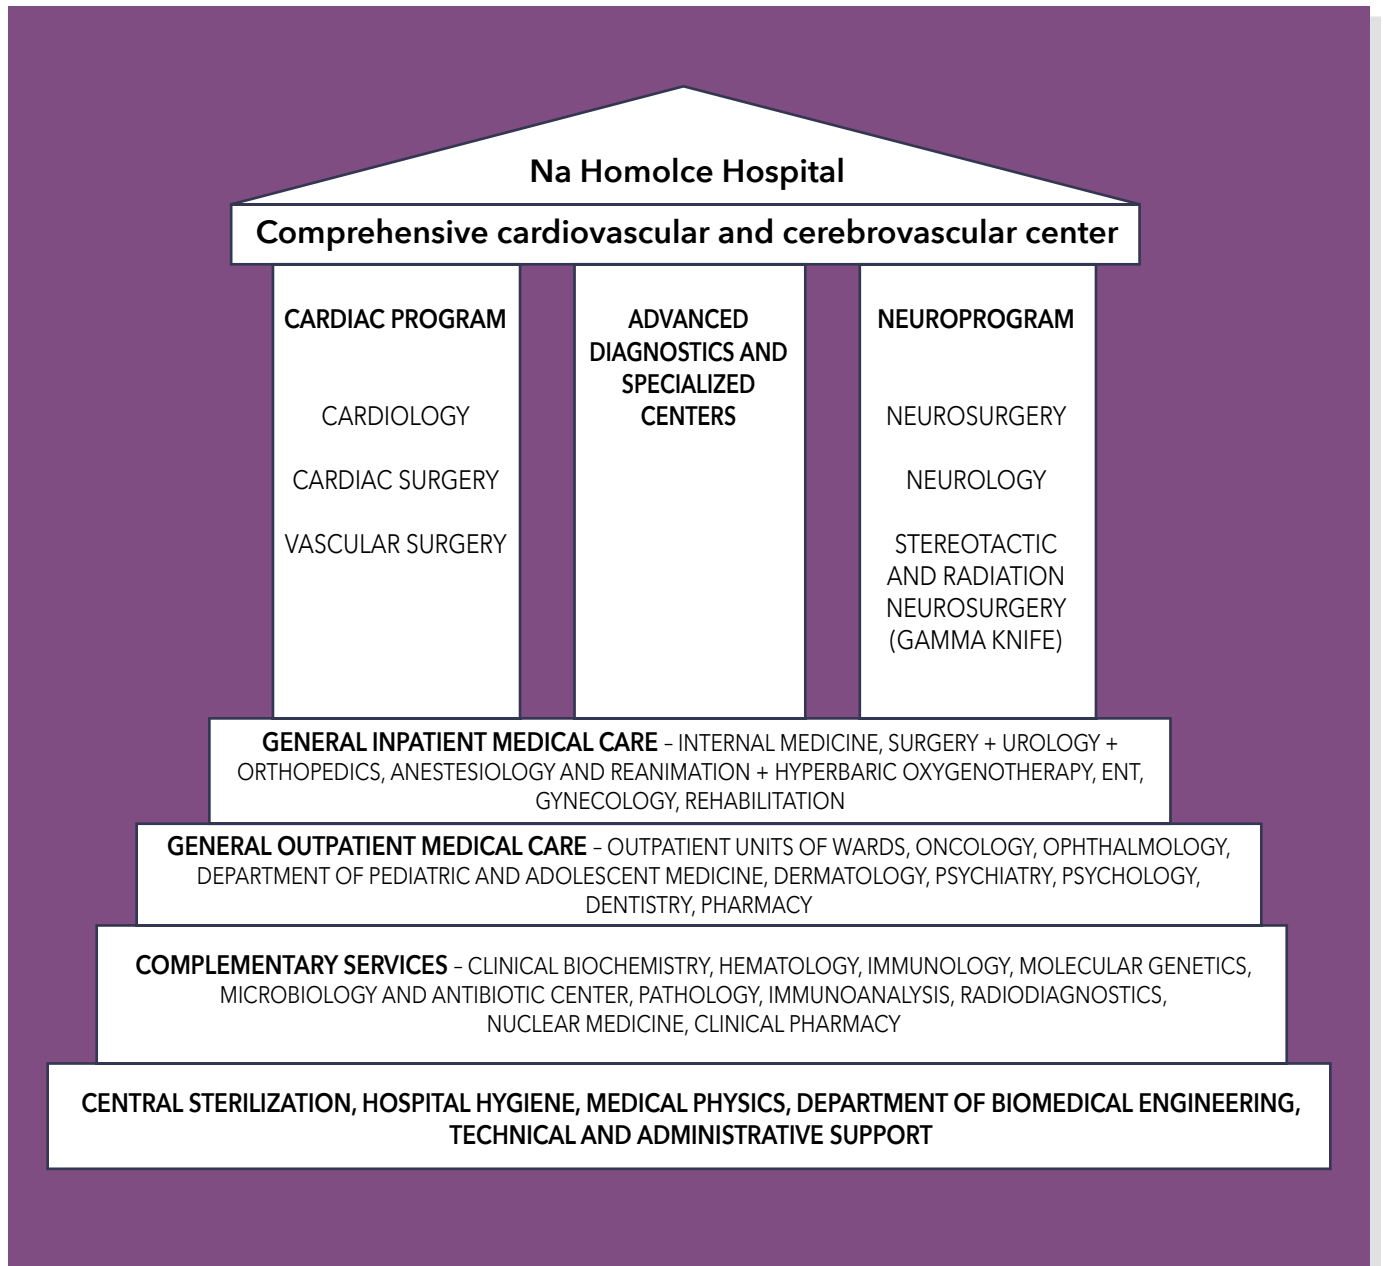 Na Homolce Hospital
Comprehensive cardiovascular and cerebrovascular center
CARDIAC PROGRAM
CARDIOLOGY
CARDIAC SURGERY
VASCULAR SURGERY
ADVANCED
DIAGNOSTICS AND
SPECIALIZED
CENTERS
NEUROPROGRAM
NEUROSURGERY
NEUROLOGY
STEREOTACTIC
AND RADIATION
NEUROSURGERY
(GAMMA KNIFE)
GENERAL INPATIENT MEDICAL CARE – INTERNAL MEDICINE, SURGERY + UROLOGY +
ORTHOPEDICS, ANESTESIOLOGY AND REANIMATION + HYPERBARIC OXYGENOTHERAPY, ENT,
GYNECOLOGY, REHABILITATION
GENERAL OUTPATIENT MEDICAL CARE – OUTPATIENT UNITS OF WARDS, ONCOLOGY, OPHTHALMOLOGY,
DEPARTMENT OF PEDIATRIC AND ADOLESCENT MEDICINE, DERMATOLOGY, PSYCHIATRY, PSYCHOLOGY,
DENTISTRY, PHARMACY
COMPLEMENTARY SERVICES – CLINICAL BIOCHEMISTRY, HEMATOLOGY, IMMUNOLOGY, MOLECULAR GENETICS,
MICROBIOLOGY AND ANTIBIOTIC CENTER, PATHOLOGY, IMMUNOANALYSIS, RADIODIAGNOSTICS,
NUCLEAR MEDICINE, CLINICAL PHARMACY
CENTRAL STERILIZATION, HOSPITAL HYGIENE, MEDICAL PHYSICS, DEPARTMENT OF BIOMEDICAL ENGINEERING,
TECHNICAL AND ADMINISTRATIVE SUPPORT